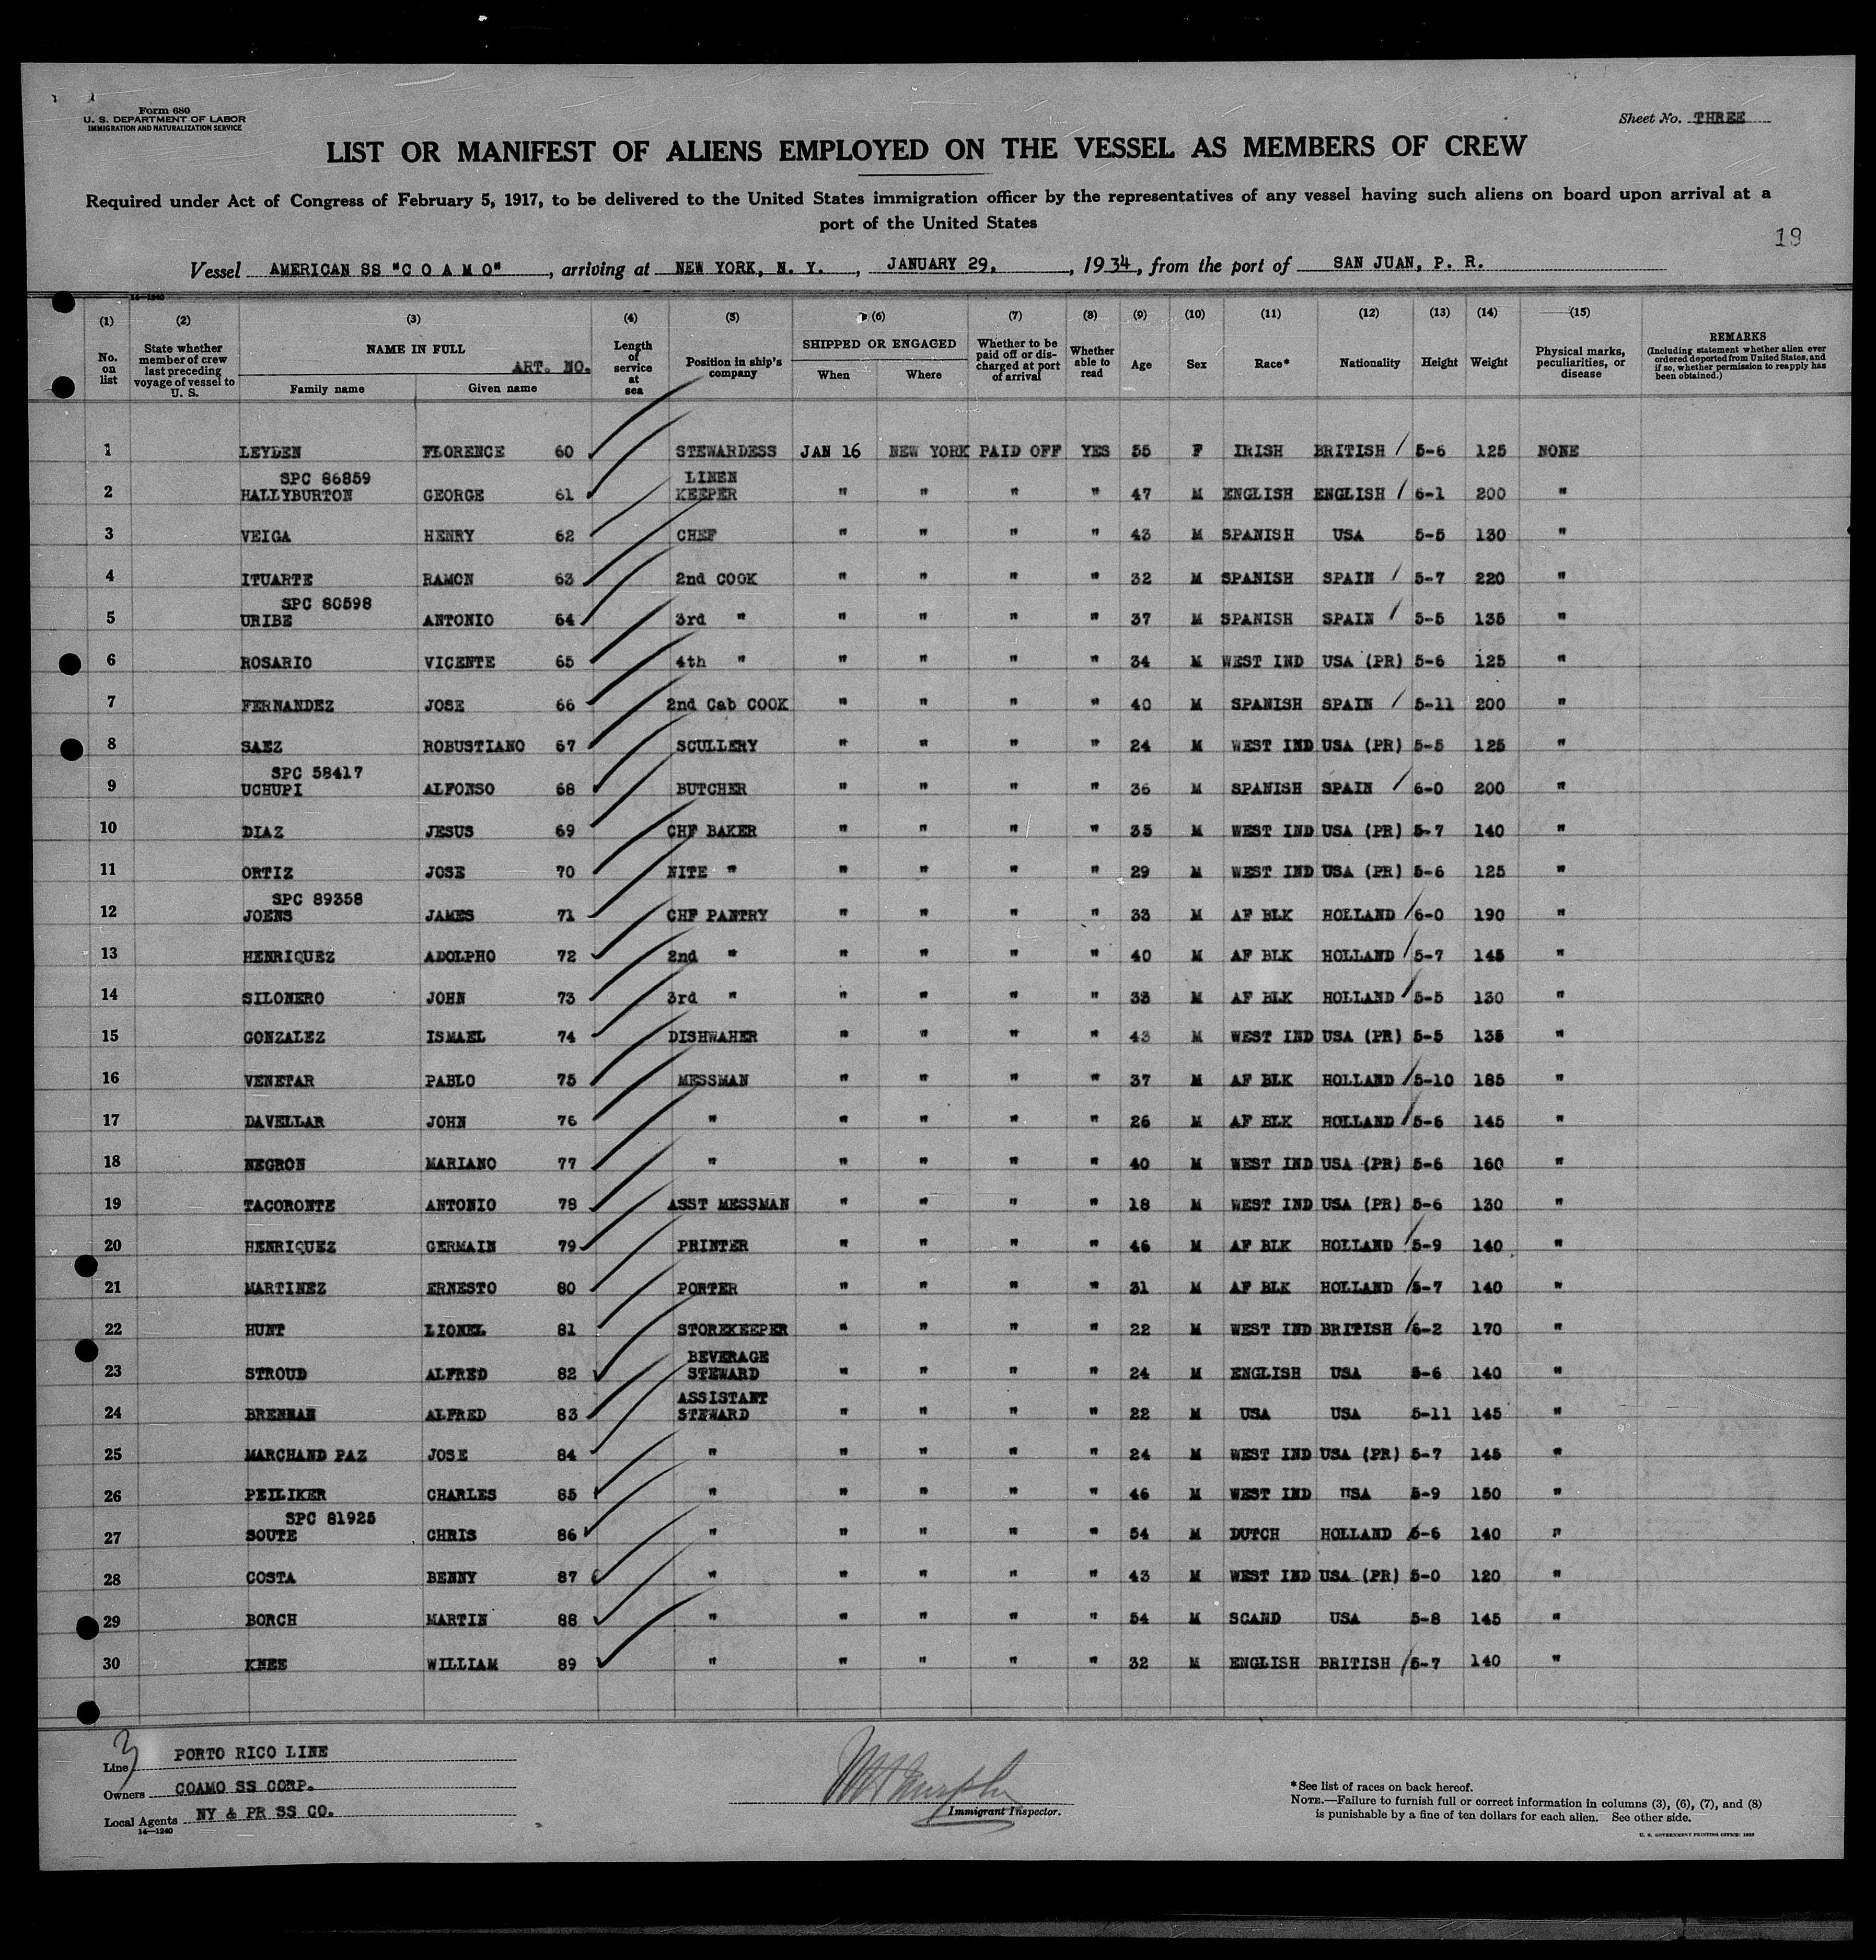 Form 680
U. S. DEPARTMENT OF LABOR
IMMIGRATION AND NATURALIZATION SERVICE
Sheet No. THREE
LIST OR MANIFEST OF ALIENS EMPLOYED ON THE VESSEL AS MEMBERS OF CREW
Required under Act of Congress of February 5, 1917, to be delivered to the United States immigration officer by the representatives of any vessel having such aliens on board upon arrival at a
port of the United States
19
Vessel AMERICAN SS "C O A M O", arriving at NEW YORK, N. Y., JANUARY 29, 1934, from the port of SAN JUAN, P. R.
14—1240
(1) (2) (3) (4) (5) (6) (7) (8) (9) (10) (11) (12) (13) (14) (15)
No. on list State whether member of crew last preceding voyage of vessel to U. S. NAME IN FULL Family name Given name ART. NO. Length of service at sea Position in ship's company SHIPPED OR ENGAGED When Where Whether to be paid off or discharged at port of arrival Whether able to read Age Sex Race* Nationality Height Weight Physical marks, peculiarities, or disease REMARKS (Including statement whether alien ever ordered deported from United States, and if so, whether permission to reapply has been obtained.)
1 LEYDEN FLORENCE 60 STEWARDESS JAN 16 NEW YORK PAID OFF YES 55 F IRISH BRITISH / 5-6 125 NONE
SPC 86859 LINEN
2 HALLYBURTON GEORGE 61 KEEPER " " " " 47 M ENGLISH ENGLISH / 6-1 200 "
3 VEIGA HENRY 62 CHEF " " " " 43 M SPANISH USA 5-5 130 "
4 ITUARTE RAMON 63 2nd COOK " " " " 32 M SPANISH SPAIN / 5-7 220 "
SPC 80598
5 URIBE ANTONIO 64 3rd " " " " " 37 M SPANISH SPAIN / 5-5 135 "
6 ROSARIO VICENTE 65 4th " " " " " 34 M WEST IND USA (PR) 5-6 125 "
7 FERNANDEZ JOSE 66 2nd Cab COOK " " " " 40 M SPANISH SPAIN / 5-11 200 "
8 SAEZ ROBUSTIANO 67 SCULLERY " " " " 24 M WEST IND USA (PR) 5-5 125 "
SPC 58417
9 UCHUPI ALFONSO 68 BUTCHER " " " " 36 M SPANISH SPAIN / 6-0 200 "
10 DIAZ JESUS 69 CHF BAKER " " " " 35 M WEST IND USA (PR) 5-7 140 "
11 ORTIZ JOSE 70 NITE " " " " " 29 M WEST IND USA (PR) 5-6 125 "
SPC 89358
12 JOENS JAMES 71 CHF PANTRY " " " " 33 M AF BLK HOLLAND / 6-0 190 "
13 HENRIQUEZ ADOLPHO 72 2nd " " " " " 40 M AF BLK HOLLAND / 5-7 145 "
14 SILONERO JOHN 73 3rd " " " " " 33 M AF BLK HOLLAND / 5-5 130 "
15 GONZALEZ ISMAEL 74 DISHWAHER " " " " 43 M WEST IND USA (PR) 5-5 135 "
16 VENEPAR PABLO 75 MESSMAN " " " " 37 M AF BLK HOLLAND / 5-10 185 "
17 DAVELLAR JOHN 76 " " " " " 26 M AF BLK HOLLAND / 5-6 145 "
18 NEGRON MARIANO 77 " " " " " 40 M WEST IND USA (PR) 5-6 160 "
19 TACORONTE ANTONIO 78 ASST MESSMAN " " " " 18 M WEST IND USA (PR) 5-6 130 "
20 HENRIQUEZ GERMAIN 79 PRINTER " " " " 46 M AF BLK HOLLAND / 5-9 140 "
21 MARTINEZ ERNESTO 80 PORTER " " " " 31 M AF BLK HOLLAND / 5-7 140 "
22 HUNT LIONEL 81 STOREKEEPER " " " " 22 M WEST IND BRITISH / 6-2 170 "
BEVERAGE
23 STROUD ALFRED 82 STEWARD " " " " 24 M ENGLISH USA 5-6 140 "
ASSISTANT
24 BRENNAN ALFRED 83 STEWARD " " " " 22 M USA USA 5-11 145 "
25 MARCHAND PAZ JOSE 84 " " " " " 24 M WEST IND USA (PR) 5-7 145 "
26 PEILIKER CHARLES 85 " " " " " 46 M WEST IND USA 5-9 150 "
SPC 81925
27 SOUTE CHRIS 86 " " " " " 54 M DUTCH HOLLAND / 5-6 140 "
28 COSTA BENNY 87 " " " " " 43 M WEST IND USA (PR) 5-0 120 "
29 BORCH MARTIN 88 " " " " " 54 M SCAND USA 5-8 145 "
30 KNEE WILLIAM 89 " " " " " 32 M ENGLISH BRITISH / 5-7 140 "
3
Line PORTO RICO LINE
Owners COAMO SS CORP.
Local Agents NY & PR SS CO.
14—1240
Immigrant Inspector.
*See list of races on back hereof.
NOTE.—Failure to furnish full or correct information in columns (3), (6), (7), and (8)
is punishable by a fine of ten dollars for each alien. See other side.